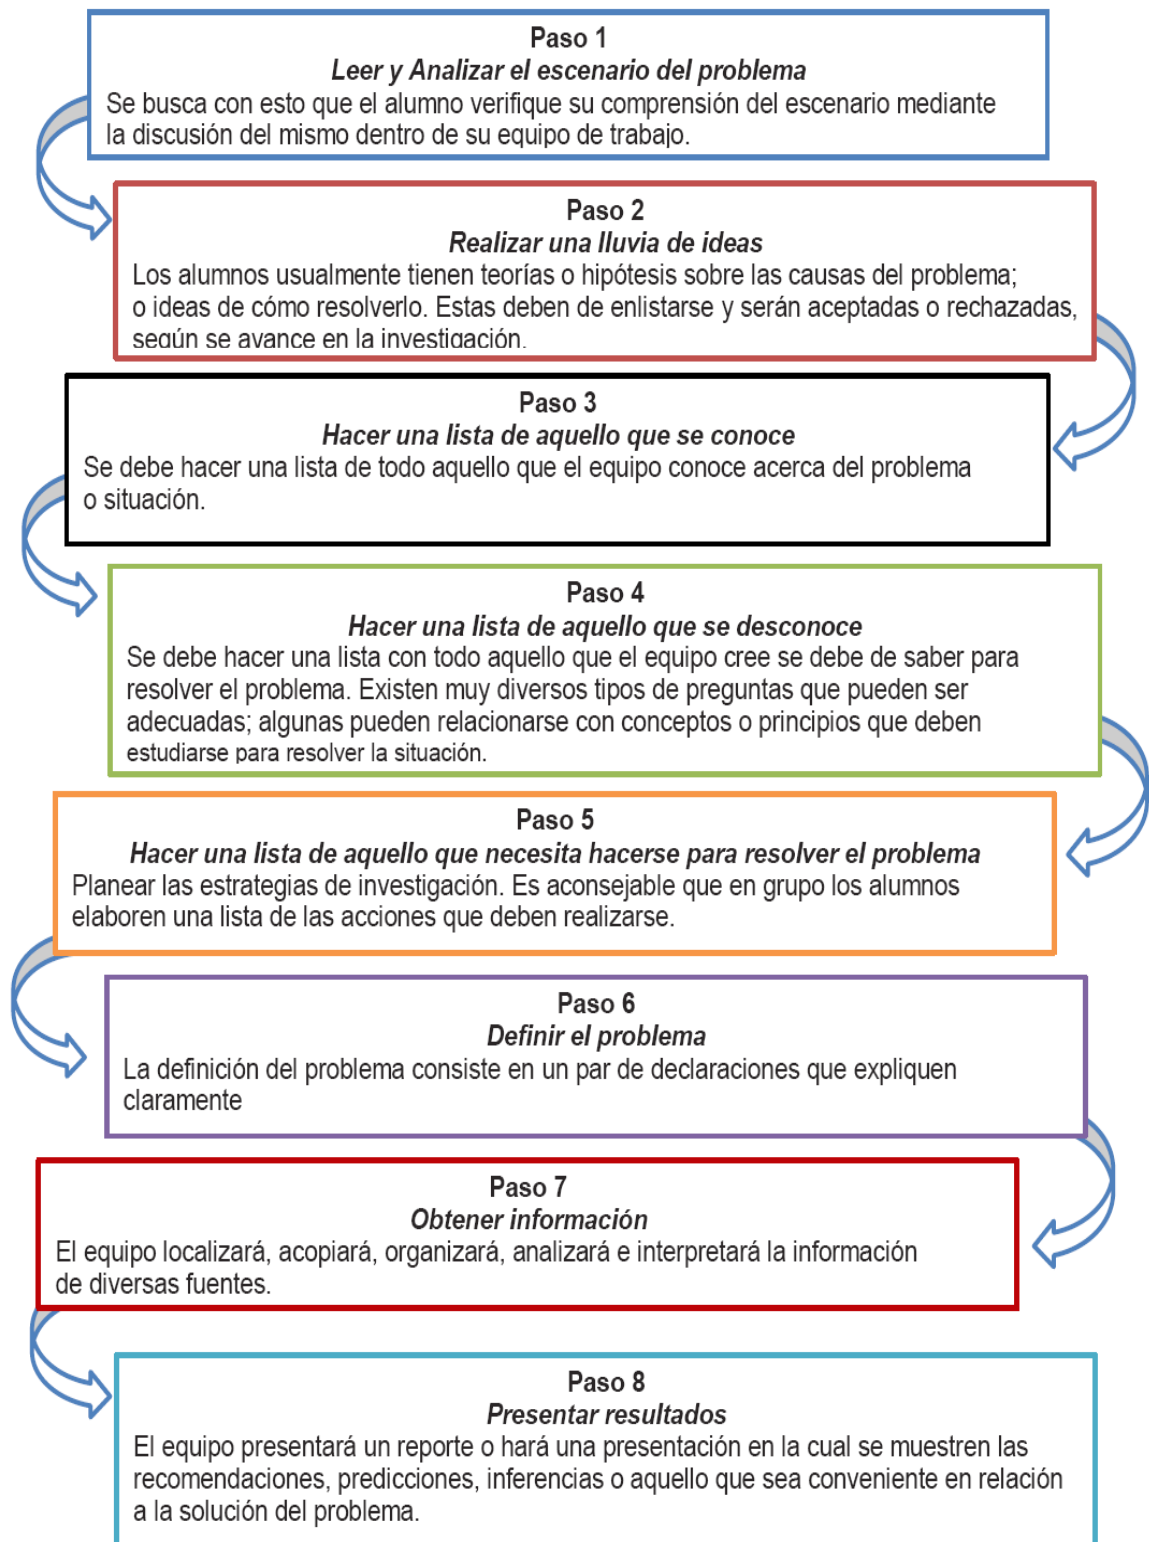 Paso 1
Leer y Analizar el escenario del problema
Se busca con esto que el alumno verifique su comprensión del escenario mediante
la discusión del mismo dentro de su equipo de trabajo.
Paso 2
Realizar una lluvia de ideas
Los alumnos usualmente tienen teorías o hipótesis sobre las causas del problema;
o ideas de cómo resolverlo. Estas deben de enlistarse y serán aceptadas o rechazadas,
según se avance en la investigación.
Paso 3
Hacer una lista de aquello que se conoce
Se debe hacer una lista de todo aquello que el equipo conoce acerca del problema
o situación.
Paso 4
Hacer una lista de aquello que se desconoce
Se debe hacer una lista con todo aquello que el equipo cree se debe de saber para
resolver el problema. Existen muy diversos tipos de preguntas que pueden ser
adecuadas; algunas pueden relacionarse con conceptos o principios que deben
estudiarse para resolver la situación.
Paso 5
Hacer una lista de aquello que necesita hacerse para resolver el problema
Planear las estrategias de investigación. Es aconsejable que en grupo los alumnos
elaboren una lista de las acciones que deben realizarse.
Paso 6
Definir el problema
La definición del problema consiste en un par de declaraciones que expliquen
claramente
Paso 7
Obtener información
El equipo localizará, acopiará, organizará, analizará e interpretará la información
de diversas fuentes.
Paso 8
Presentar resultados
El equipo presentará un reporte o hará una presentación en la cual se muestren las
recomendaciones, predicciones, inferencias o aquello que sea conveniente en relación
a la solución del problema.